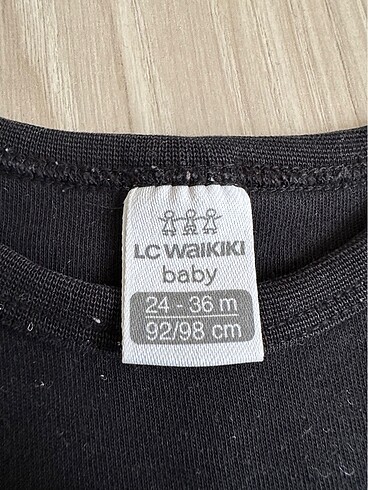 LC WAIKIKI
baby
24 - 36 m
92/98 cm